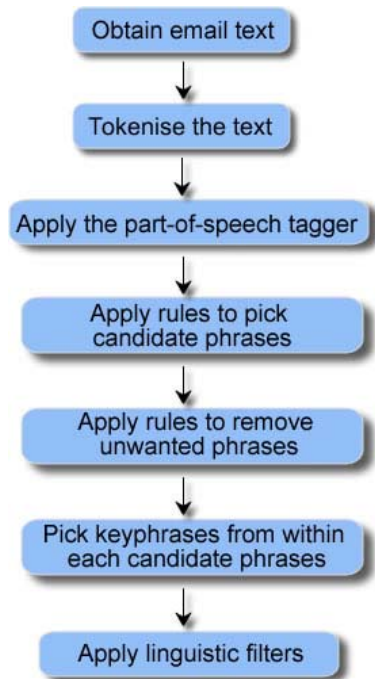 Obtain email text
Tokenise the text
Apply the part-of-speech tagger
Apply rules to pick
candidate phrases
Apply rules to remove
unwanted phrases
Pick keyphrases from within
each candidate phrases
Apply linguistic filters